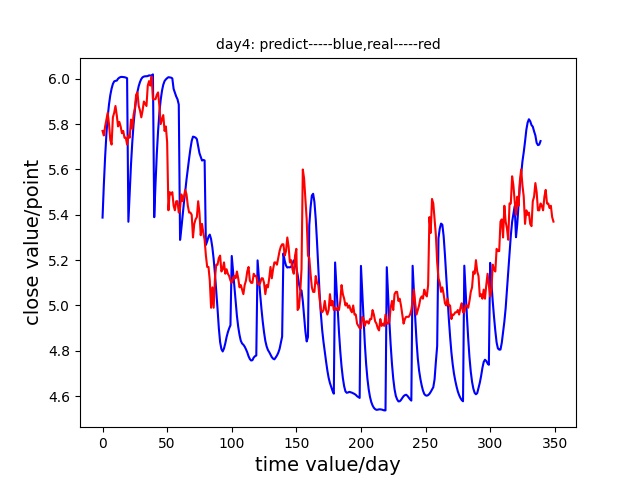 day4: predict-----blue,real-----red
close value/point
6.0
5.8
5.6
5.4
5.2
5.0
4.8
4.6
0 50 100 150 200 250 300 350
time value/day